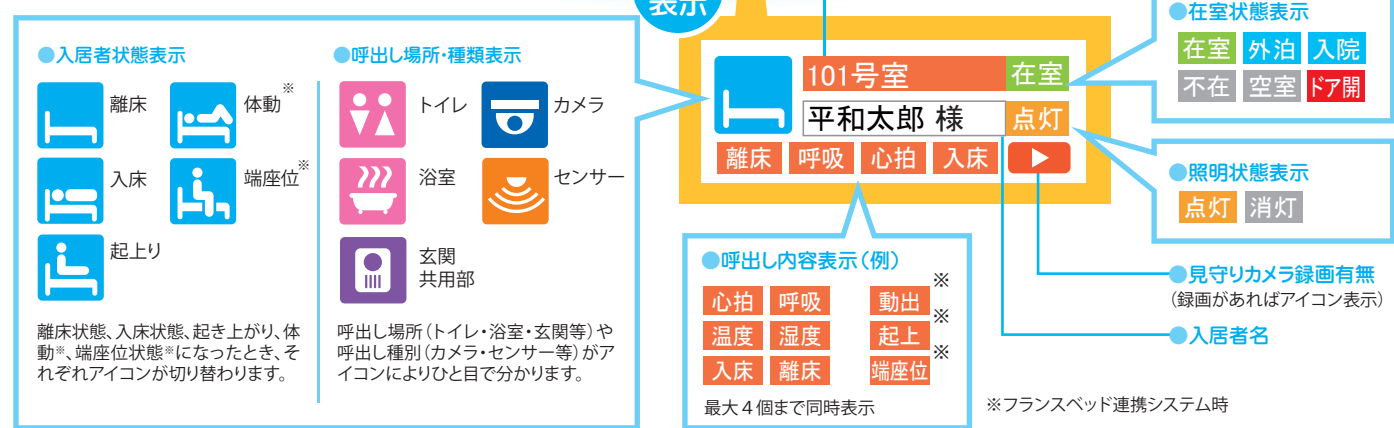 表示
●入居者状態表示
離床
体動※
入床
端座位※
起上り
離床状態、入床状態、起き上がり、体
動※、端座位状態※になったとき、そ
れぞれアイコンが切り替わります。
●呼出し場所・種類表示
トイレ
カメラ
浴室
センサー
玄関
共用部
呼出し場所（トイレ・浴室・玄関等）や
呼出し種別（カメラ・センサー等）がア
イコンによりひと目で分かります。
101号室 在室
平和太郎 様 点灯
離床 呼吸 心拍 入床
●呼出し内容表示（例）
心拍 呼吸 動出※
温度 湿度 起上※
入床 離床 端座位※
最大4個まで同時表示
●在室状態表示
在室 外泊 入院
不在 空室 ドア開
●照明状態表示
点灯 消灯
●見守りカメラ録画有無
（録画があればアイコン表示）
●入居者名
※フランスベッド連携システム時